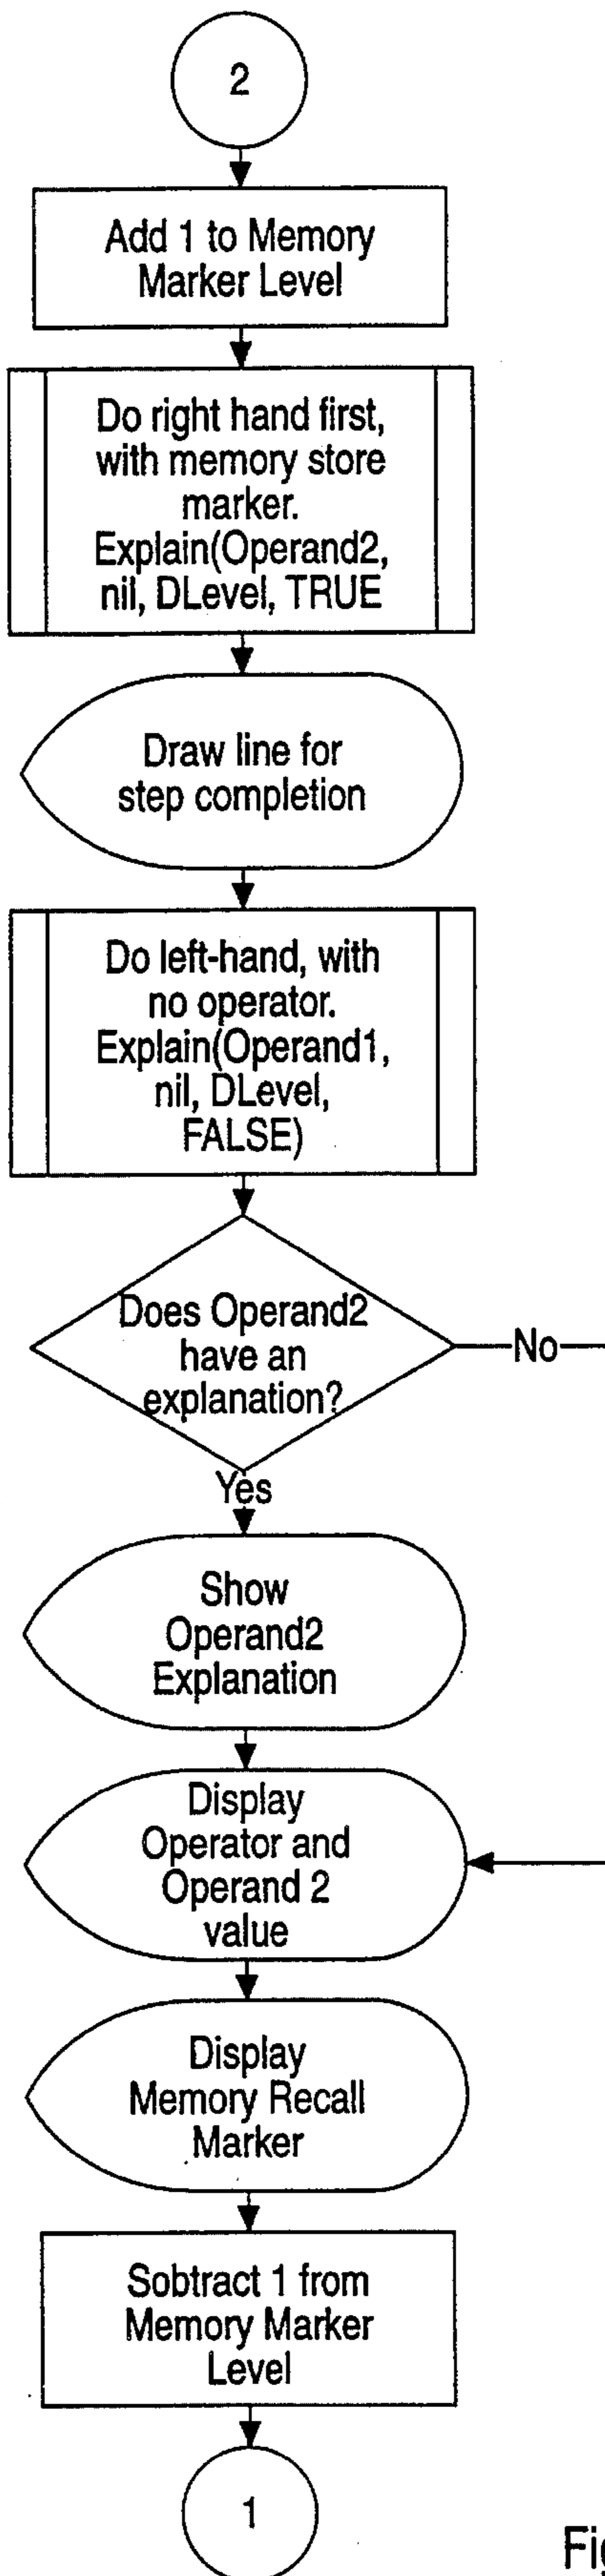 2
Add 1 to Memory
Marker Level
Do right hand first,
with memory store
marker.
Explain(Operand2,
nil, DLevel, TRUE
Draw line for
step completion
Do left-hand, with
no operator.
Explain(Operand1,
nil, DLevel,
FALSE)
Does Operand2
have an
explanation?
No
Yes
Show
Operand2
Explanation
Display
Operator and
Operand 2
value
Display
Memory Recall
Marker
Sobtract 1 from
Memory Marker
Level
1